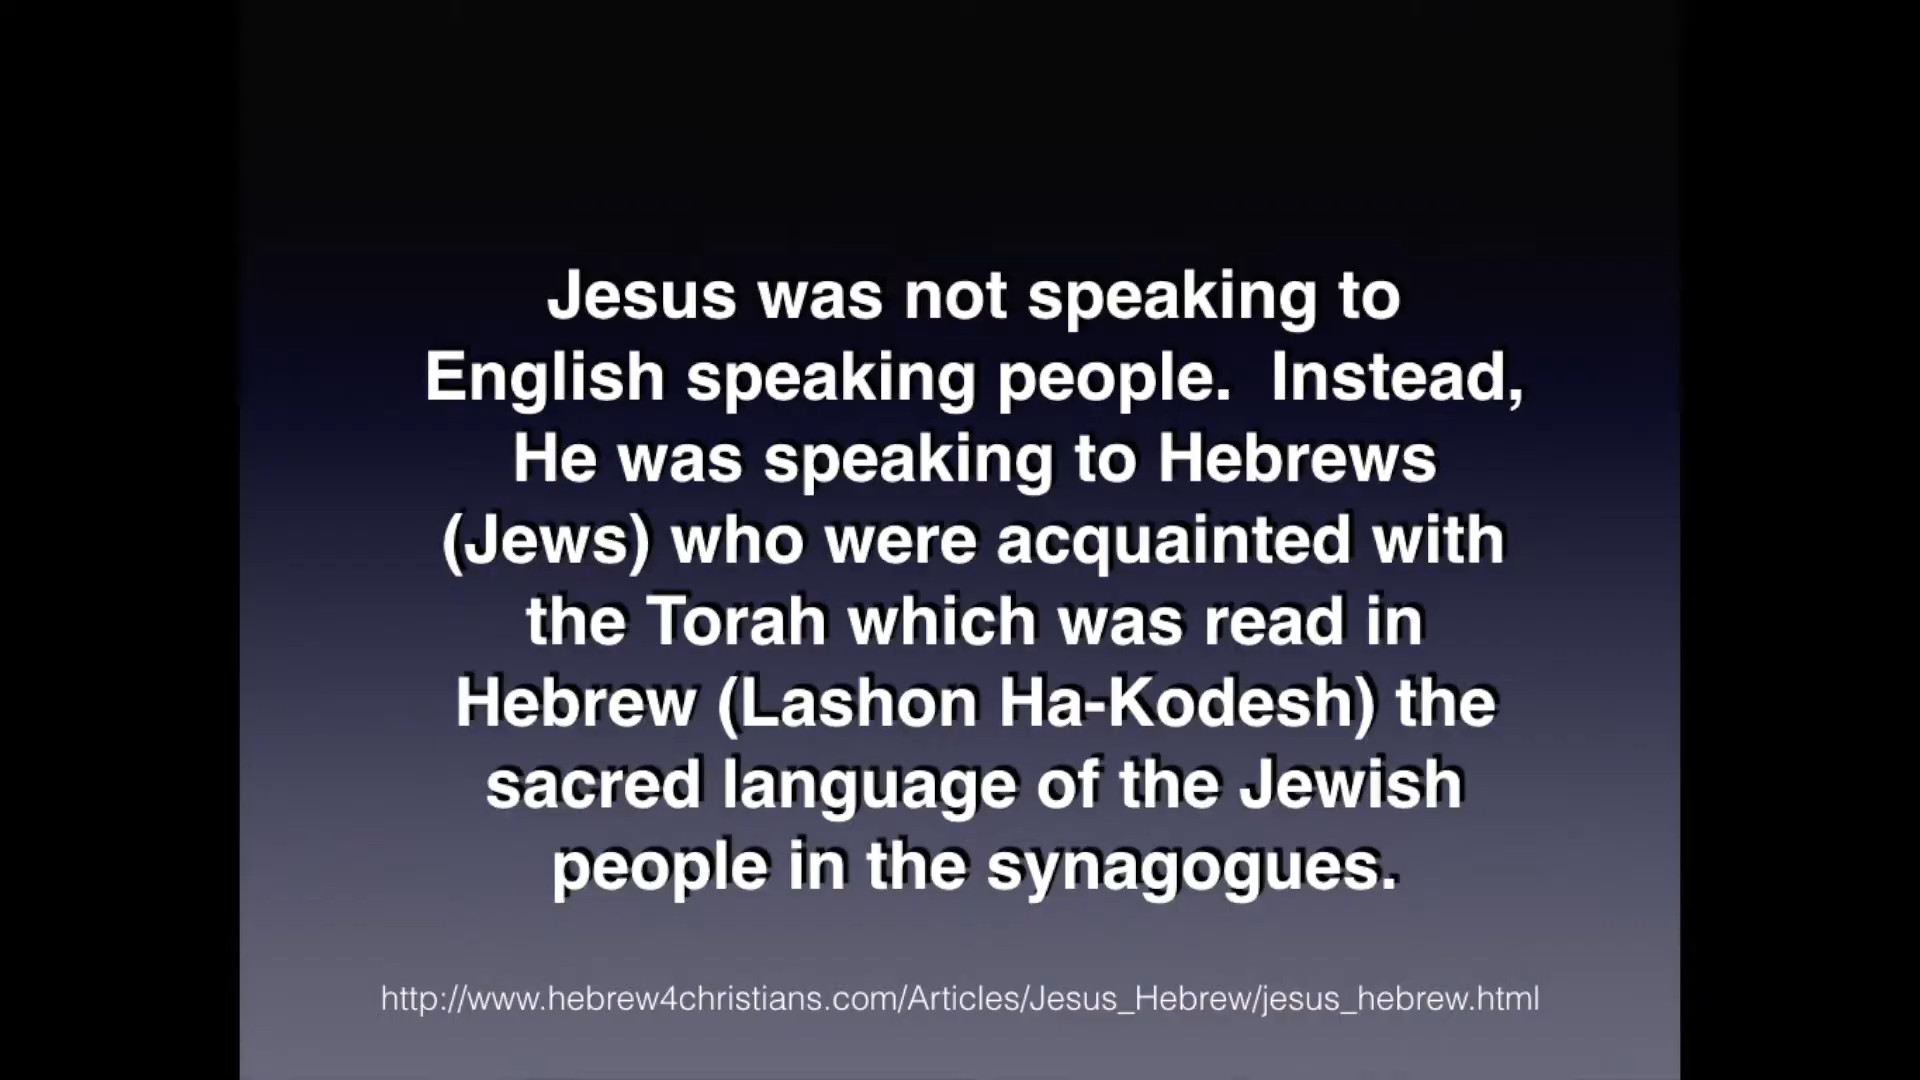 Jesus was not speaking to
English speaking people.  Instead,
He was speaking to Hebrews
(Jews) who were acquainted with
the Torah which was read in
Hebrew (Lashon Ha-Kodesh) the
sacred language of the Jewish
people in the synagogues.
http://www.hebrew4christians.com/Articles/Jesus_Hebrew/jesus_hebrew.html